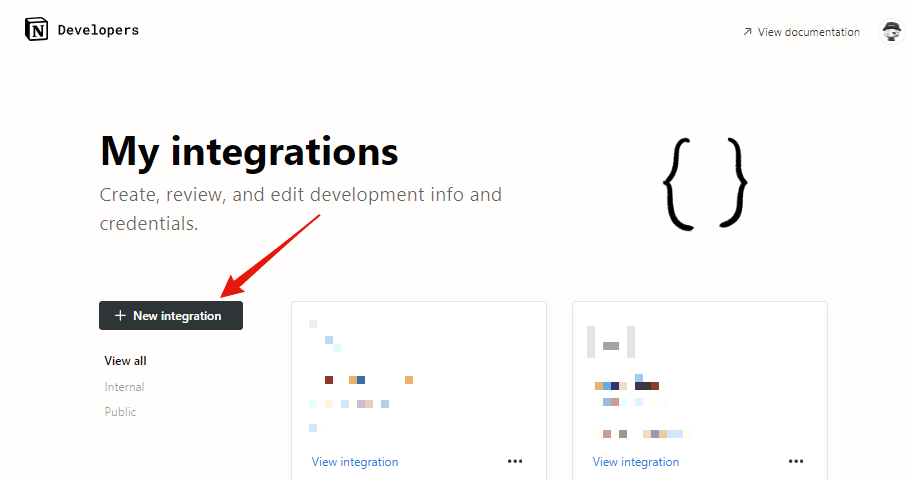 Developers
View documentation
My integrations
Create, review, and edit development info and
credentials.
New integration
View all
Internal
Public
View integration
View integration